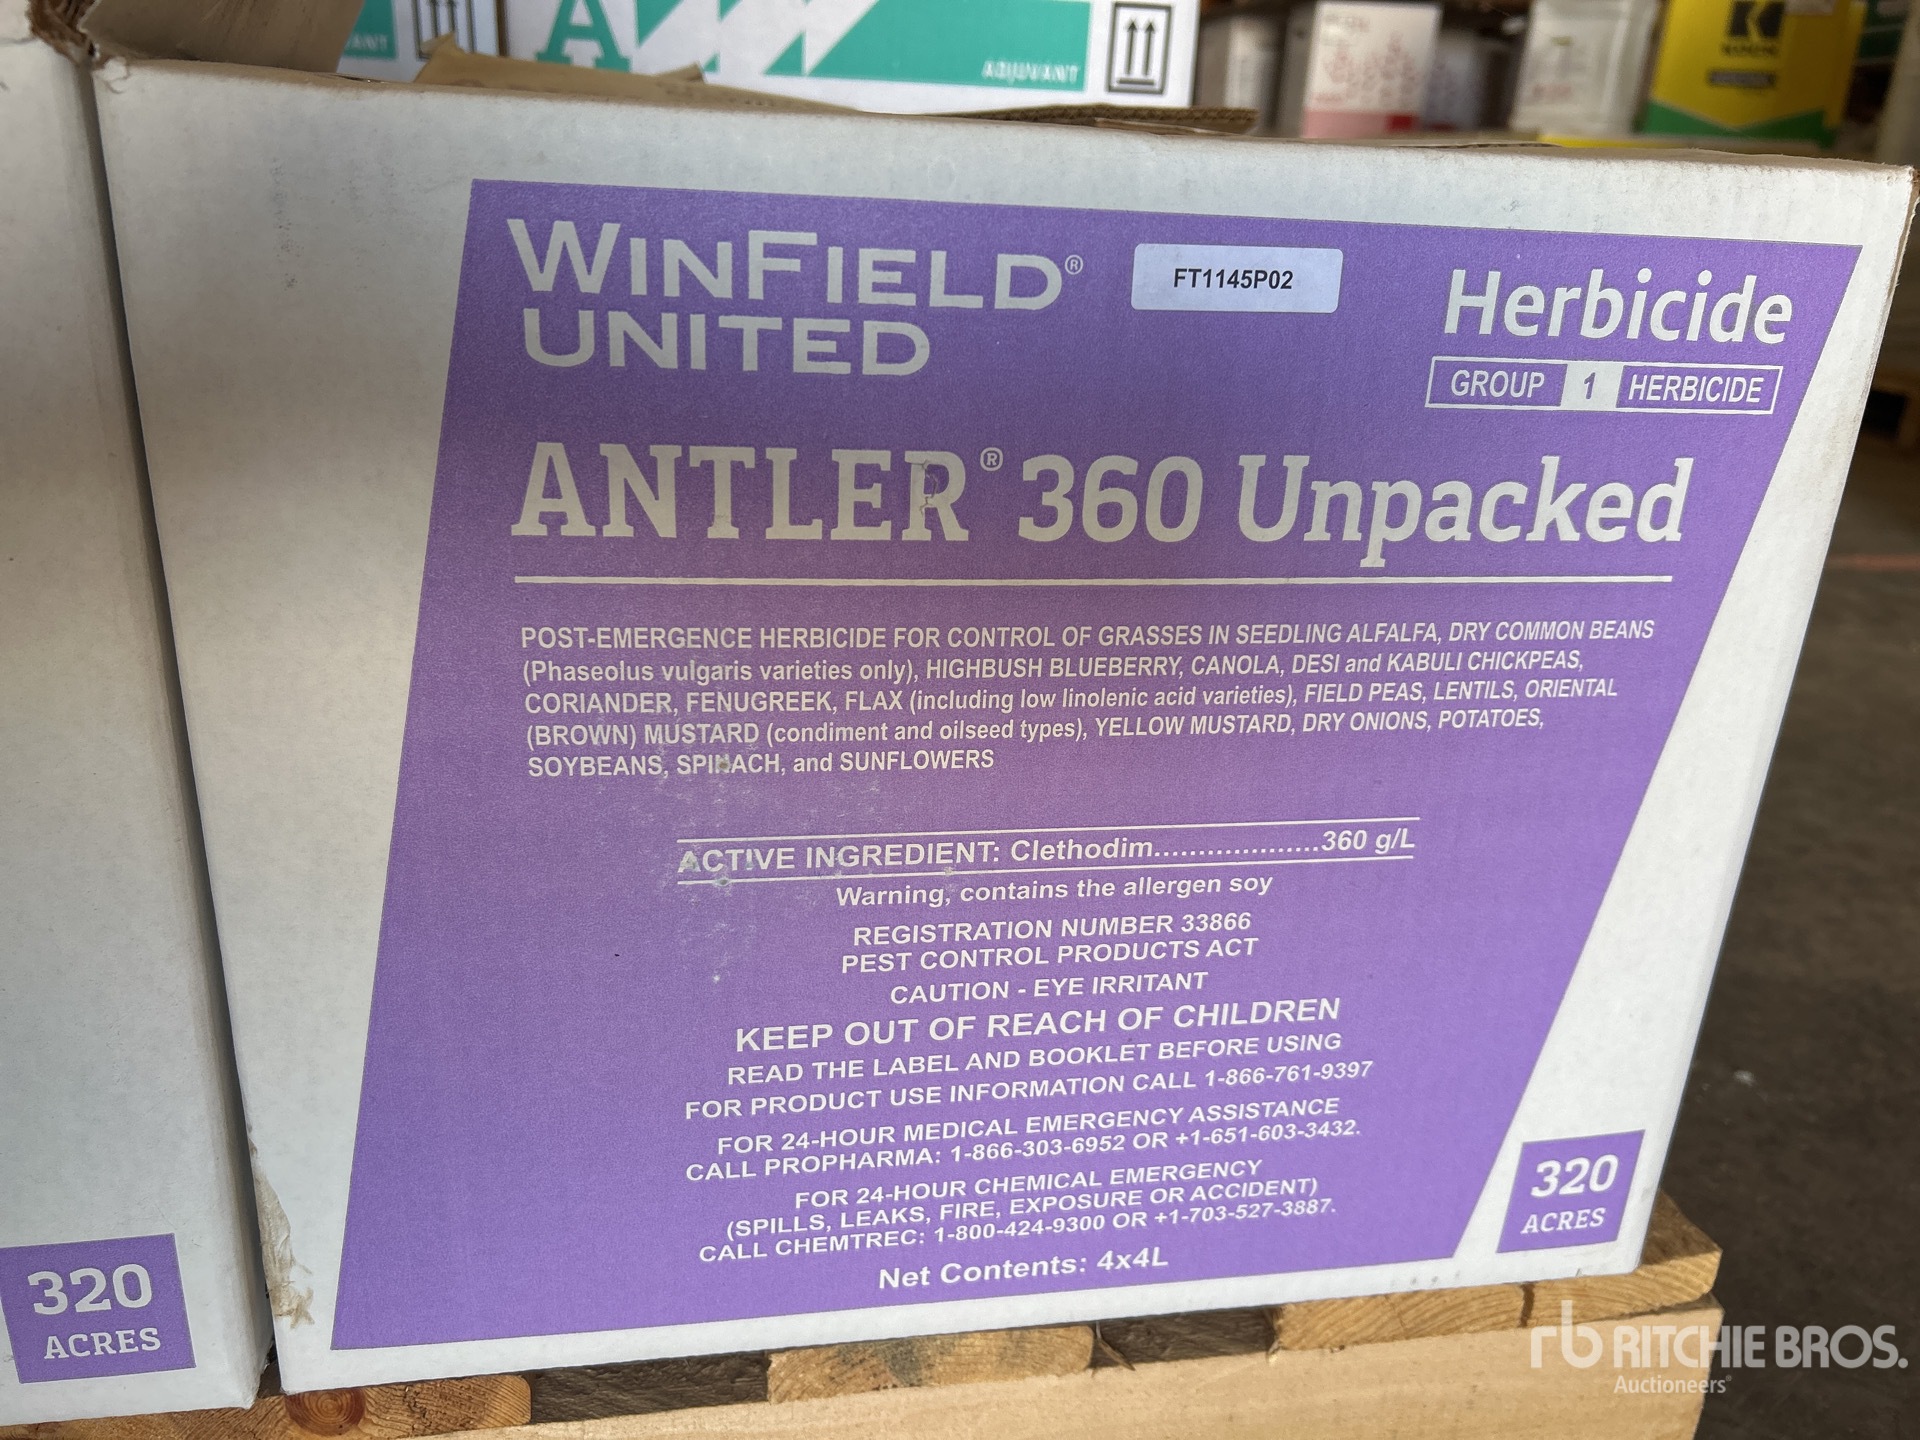 ANT
A
ADJUVANT
WINFIELD®
UNITED
FT1145P02
Herbicide
GROUP 1 HERBICIDE
ANTLER® 360 Unpacked
POST-EMERGENCE HERBICIDE FOR CONTROL OF GRASSES IN SEEDLING ALFALFA, DRY COMMON BEANS
(Phaseolus vulgaris varieties only), HIGHBUSH BLUEBERRY, CANOLA, DESI and KABULI CHICKPEAS,
CORIANDER, FENUGREEK, FLAX (including low linolenic acid varieties), FIELD PEAS, LENTILS, ORIENTAL
(BROWN) MUSTARD (condiment and oilseed types), YELLOW MUSTARD, DRY ONIONS, POTATOES,
SOYBEANS, SPINACH, and SUNFLOWERS
ACTIVE INGREDIENT: Clethodim...................360 g/L
Warning, contains the allergen soy
REGISTRATION NUMBER 33866
PEST CONTROL PRODUCTS ACT
CAUTION - EYE IRRITANT
KEEP OUT OF REACH OF CHILDREN
READ THE LABEL AND BOOKLET BEFORE USING
FOR PRODUCT USE INFORMATION CALL 1-866-761-9397
FOR 24-HOUR MEDICAL EMERGENCY ASSISTANCE
CALL PROPHARMA: 1-866-303-6952 OR +1-651-603-3432.
FOR 24-HOUR CHEMICAL EMERGENCY
(SPILLS, LEAKS, FIRE, EXPOSURE OR ACCIDENT)
CALL CHEMTREC: 1-800-424-9300 OR +1-703-527-3887.
Net Contents: 4x4L
320
ACRES
320
ACRES
rb RITCHIE BROS.
Auctioneers®